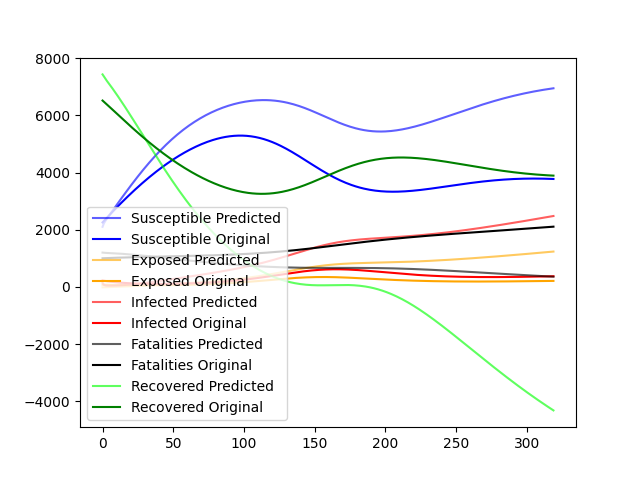 8000
6000
4000
2000
0
−2000
−4000
Susceptible Predicted
Susceptible Original
Exposed Predicted
Exposed Original
Infected Predicted
Infected Original
Fatalities Predicted
Fatalities Original
Recovered Predicted
Recovered Original
0 50 100 150 200 250 300